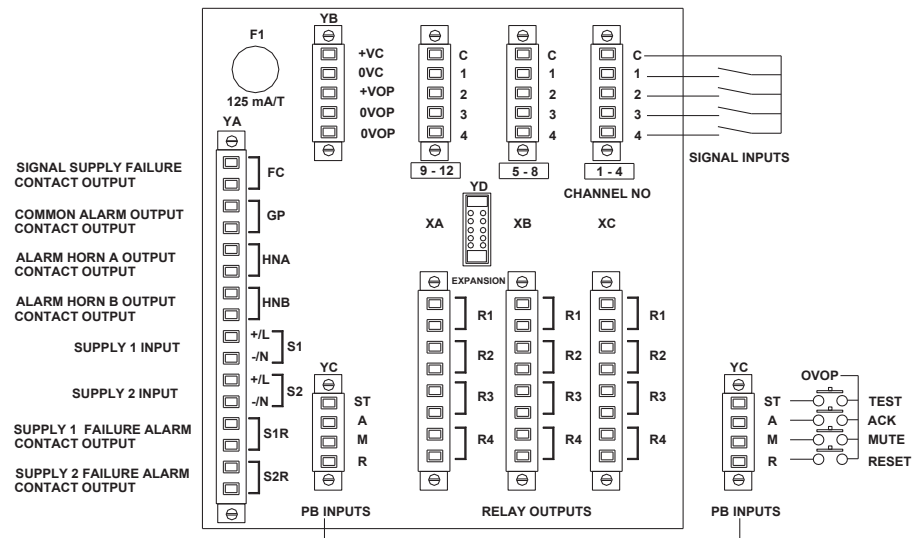 F1
125 mA/T
YB
+VC
0VC
+VOP
0VOP
0VOP
C
1
2
3
4
9 - 12
C
1
2
3
4
5 - 8
C
1
2
3
4
1 - 4
CHANNEL NO
SIGNAL INPUTS
YA
SIGNAL SUPPLY FAILURE
CONTACT OUTPUT
FC
COMMON ALARM OUTPUT
CONTACT OUTPUT
GP
ALARM HORN A OUTPUT
CONTACT OUTPUT
HNA
ALARM HORN B OUTPUT
CONTACT OUTPUT
HNB
SUPPLY 1 INPUT
+/L
-/N
S1
SUPPLY 2 INPUT
+/L
-/N
S2
SUPPLY 1 FAILURE ALARM
CONTACT OUTPUT
S1R
SUPPLY 2 FAILURE ALARM
CONTACT OUTPUT
S2R
YD
XA
XB
XC
EXPANSION
R1
R2
R3
R4
R1
R2
R3
R4
R1
R2
R3
R4
RELAY OUTPUTS
YC
ST
A
M
R
PB INPUTS
YC
OVOP
ST
TEST
A
ACK
M
MUTE
R
RESET
PB INPUTS